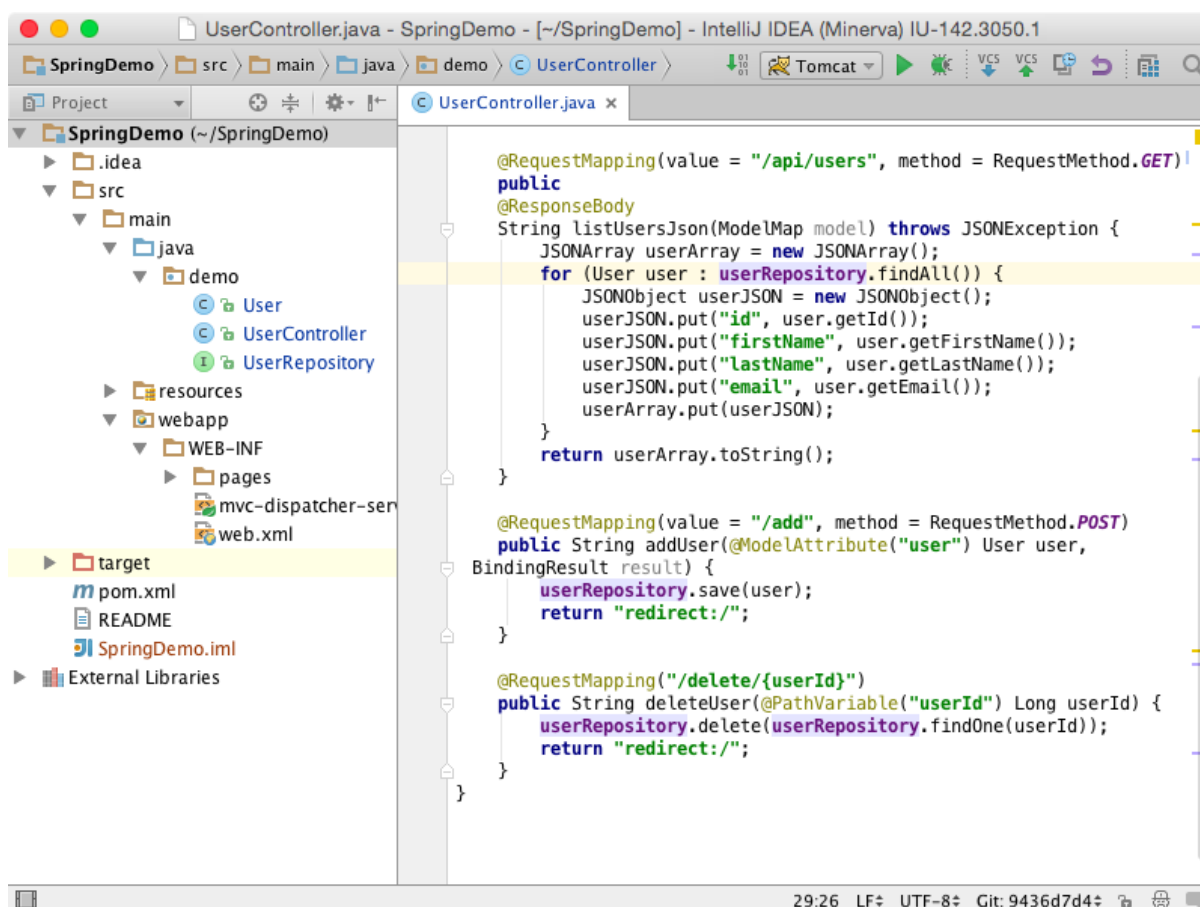 UserController.java - SpringDemo - [~/SpringDemo] - IntelliJ IDEA (Minerva) IU-142.3050.1
SpringDemo src main java demo C UserController Tomcat VCS VCS
Project
C UserController.java ×
SpringDemo (~/SpringDemo)
.idea
src
main
java
demo
C User
C UserController
I UserRepository
resources
webapp
WEB-INF
pages
mvc-dispatcher-serv
web.xml
target
m pom.xml
README
SpringDemo.iml
External Libraries
@RequestMapping(value = "/api/users", method = RequestMethod.GET)
public
@ResponseBody
String listUsersJson(ModelMap model) throws JSONException {
JSONArray userArray = new JSONArray();
for (User user : userRepository.findAll()) {
JSONObject userJSON = new JSONObject();
userJSON.put("id", user.getId());
userJSON.put("firstName", user.getFirstName());
userJSON.put("lastName", user.getLastName());
userJSON.put("email", user.getEmail());
userArray.put(userJSON);
}
return userArray.toString();
}
@RequestMapping(value = "/add", method = RequestMethod.POST)
public String addUser(@ModelAttribute("user") User user,
BindingResult result) {
userRepository.save(user);
return "redirect:/";
}
@RequestMapping("/delete/{userId}")
public String deleteUser(@PathVariable("userId") Long userId) {
userRepository.delete(userRepository.findOne(userId));
return "redirect:/";
}
}
29:26 LF UTF-8 Git: 9436d7d4